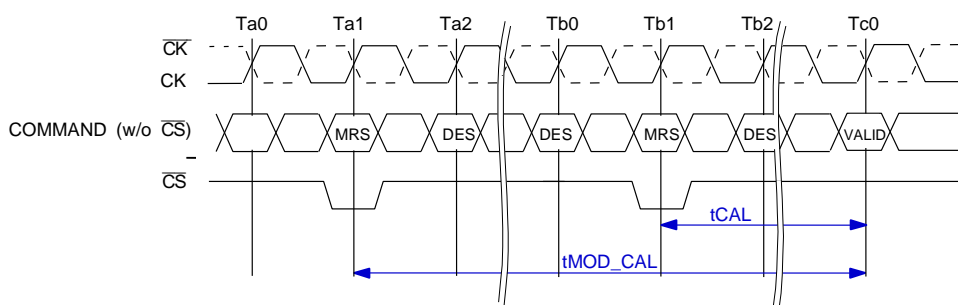 Ta0 Ta1 Ta2 Tb0 Tb1 Tb2 Tc0
CK
CK
COMMAND (w/o CS) MRS DES DES MRS DES VALID
CS
tCAL
tMOD_CAL